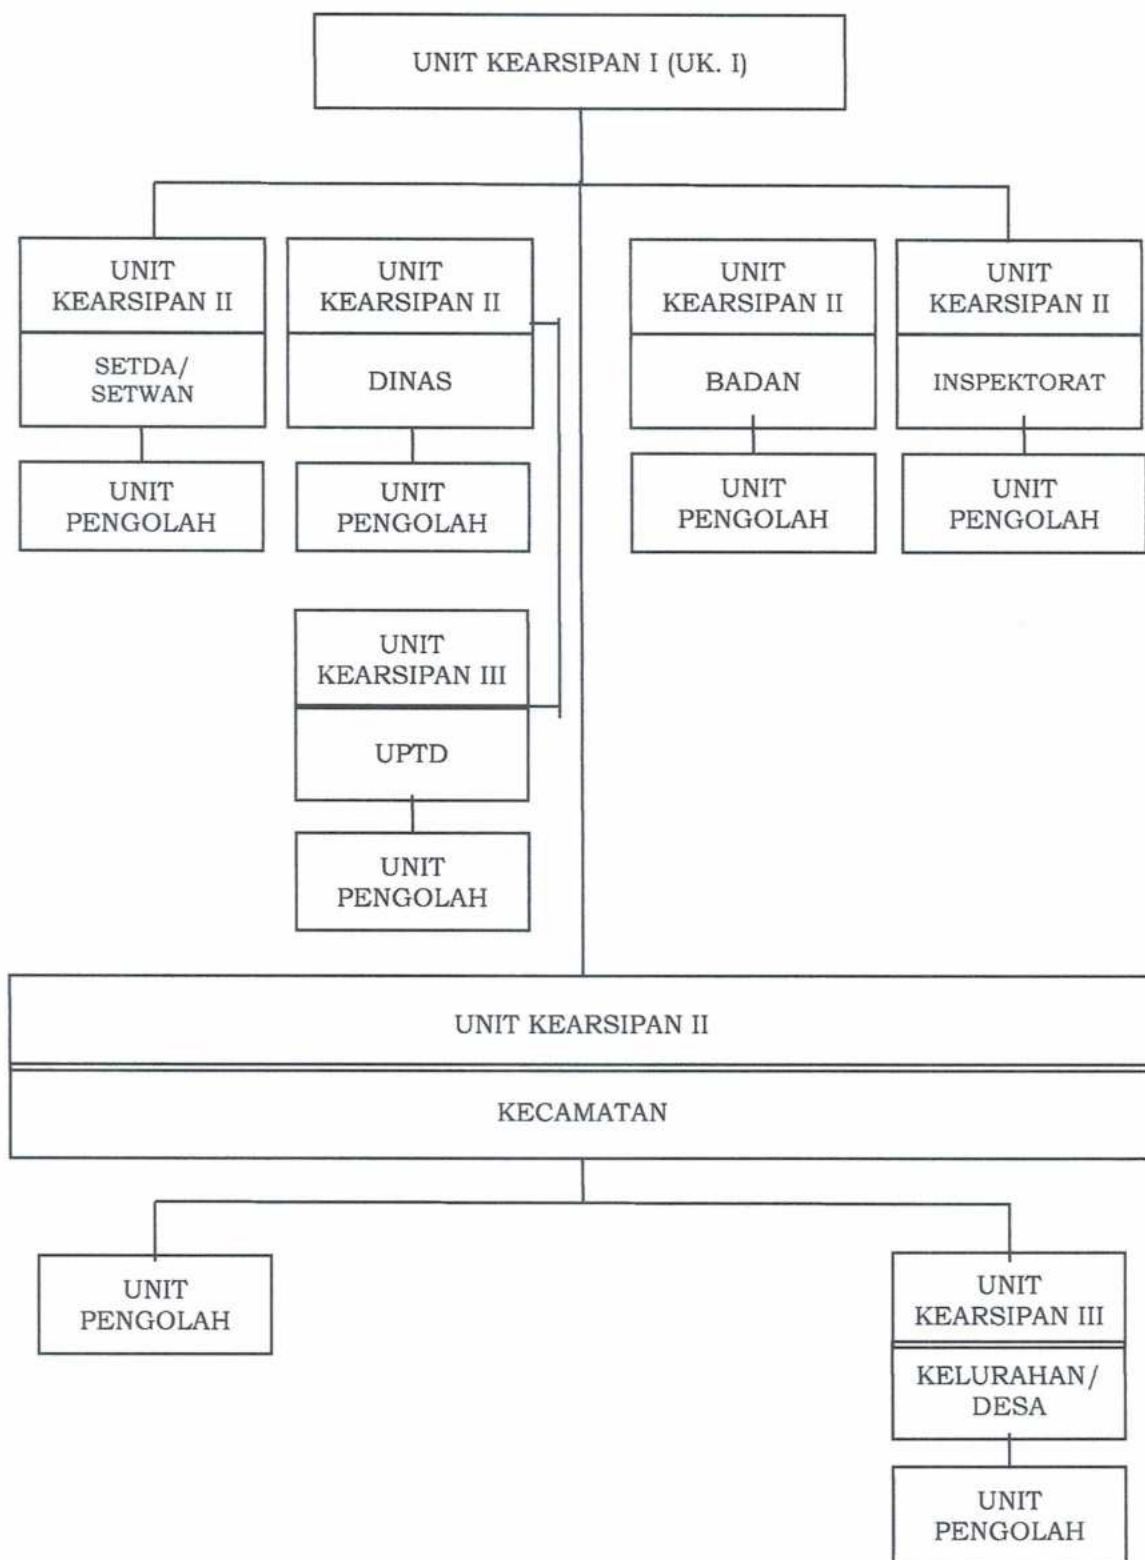 UNIT KEARSIPAN I (UK. I)
UNIT
KEARSIPAN II
SETDA/
SETWAN
UNIT
PENGOLAH
UNIT
KEARSIPAN II
DINAS
UNIT
PENGOLAH
UNIT
KEARSIPAN II
BADAN
UNIT
PENGOLAH
UNIT
KEARSIPAN II
INSPEKTORAT
UNIT
PENGOLAH
UNIT
KEARSIPAN III
UPTD
UNIT
PENGOLAH
UNIT KEARSIPAN II
KECAMATAN
UNIT
PENGOLAH
UNIT
KEARSIPAN III
KELURAHAN/
DESA
UNIT
PENGOLAH